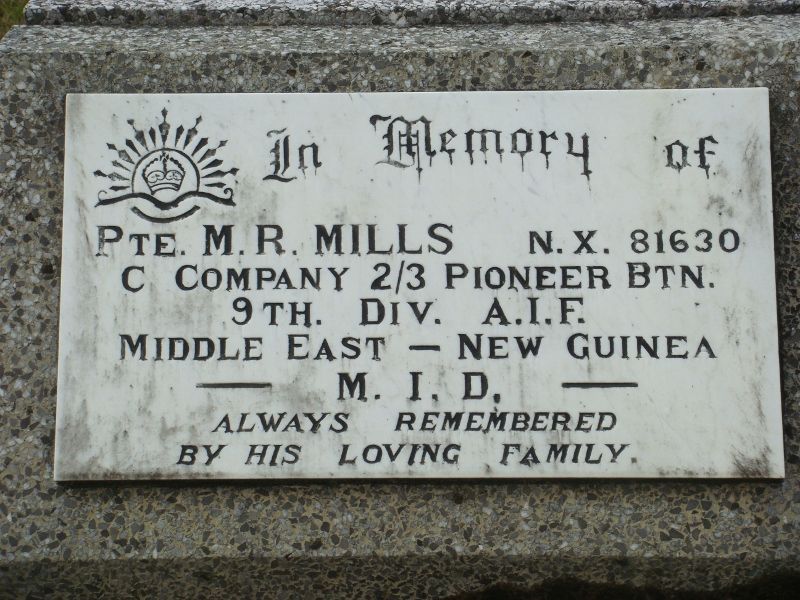 In Memory of
PTE. M. R. MILLS N. X. 81630
C COMPANY 2/3 PIONEER BTN.
9TH. DIV. A. I. F.
MIDDLE EAST — NEW GUINEA
— M. I. D. —
ALWAYS REMEMBERED
BY HIS LOVING FAMILY.